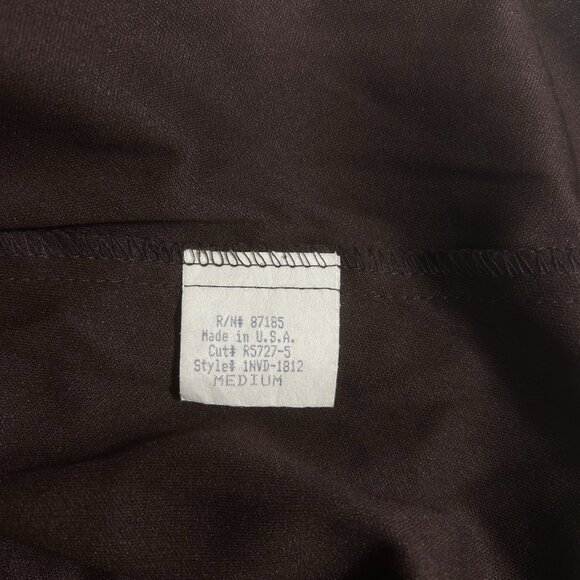 R/N# 87185
Made in U.S.A.
Cut# R5727-5
Style# 1NVD-1812
MEDIUM